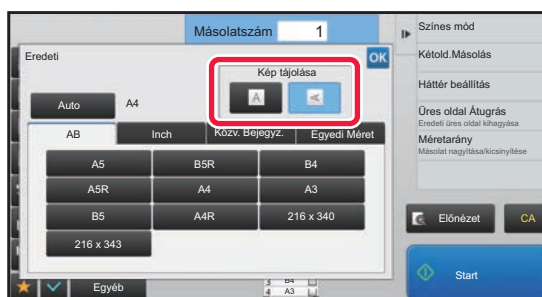 Másolatszám 1
Eredeti
OK
Kép tájolása
A A
Auto A4
AB Inch Közv. Bejegyz. Egyedi Méret
A5 B5R B4
A5R A4 A3
B5 A4R 216 x 340
216 x 343
Egyéb
3 B4
4 A3
Színes mód
Kétold.Másolás
Háttér beállítás
Üres oldal Átugrás
Eredeti üres oldal kihagyása
Méretarány
Másolat nagyítása/kicsinyítése
Előnézet CA
Start